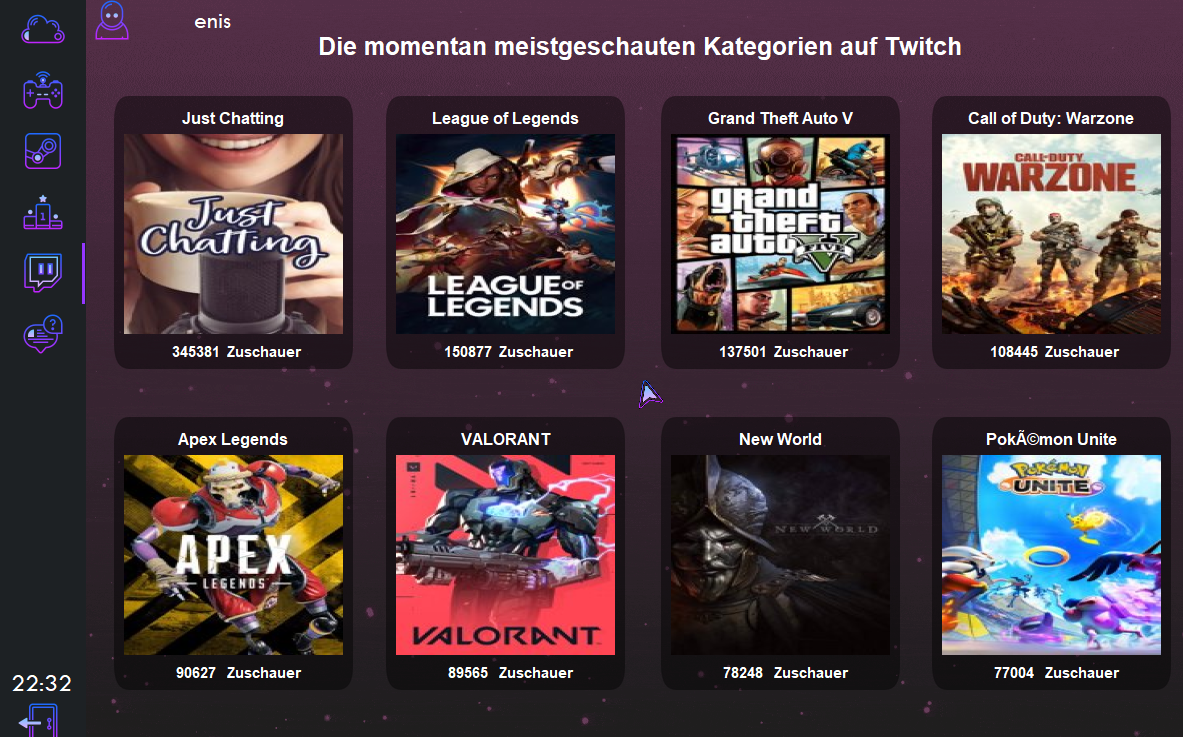 enis
Die momentan meistgeschauten Kategorien auf Twitch
Just Chatting
Just
Chatting
345381 Zuschauer
League of Legends
LEAGUE OF
LEGENDS
150877 Zuschauer
Grand Theft Auto V
grand
theft
auto V
FIVE
137501 Zuschauer
Call of Duty: Warzone
CALL OF DUTY
WARZONE
108445 Zuschauer
Apex Legends
APEX
LEGENDS
90627 Zuschauer
VALORANT
VALORANT
89565 Zuschauer
New World
NEW WORLD
78248 Zuschauer
PokÃ©mon Unite
POKéMON
UNITE
77004 Zuschauer
1
?
22:32